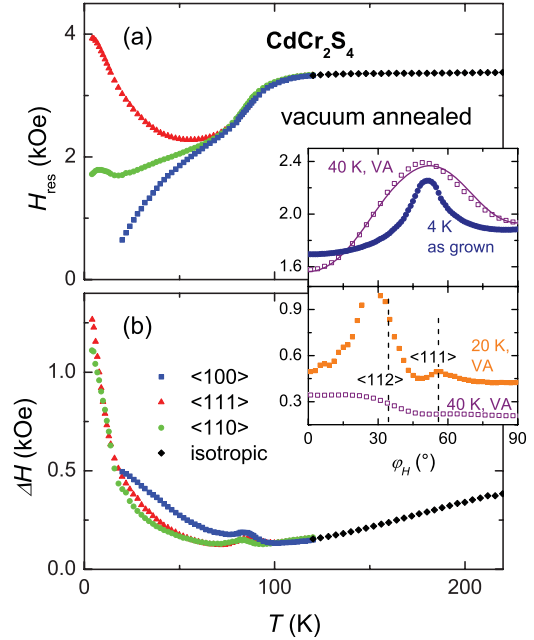 (a)
CdCr2S4
vacuum annealed
Hres (kOe)
4
2
0
40 K, VA
4 K
as grown
2.4
2.0
1.6
(b)
ΔH (kOe)
1.0
0.5
0.0
<100>
<111>
<110>
isotropic
0.9
0.6
0.3
20 K,
VA
<111>
<112>
40 K, VA
0 30 60 90
φH (°)
0 50 100 150 200
T (K)